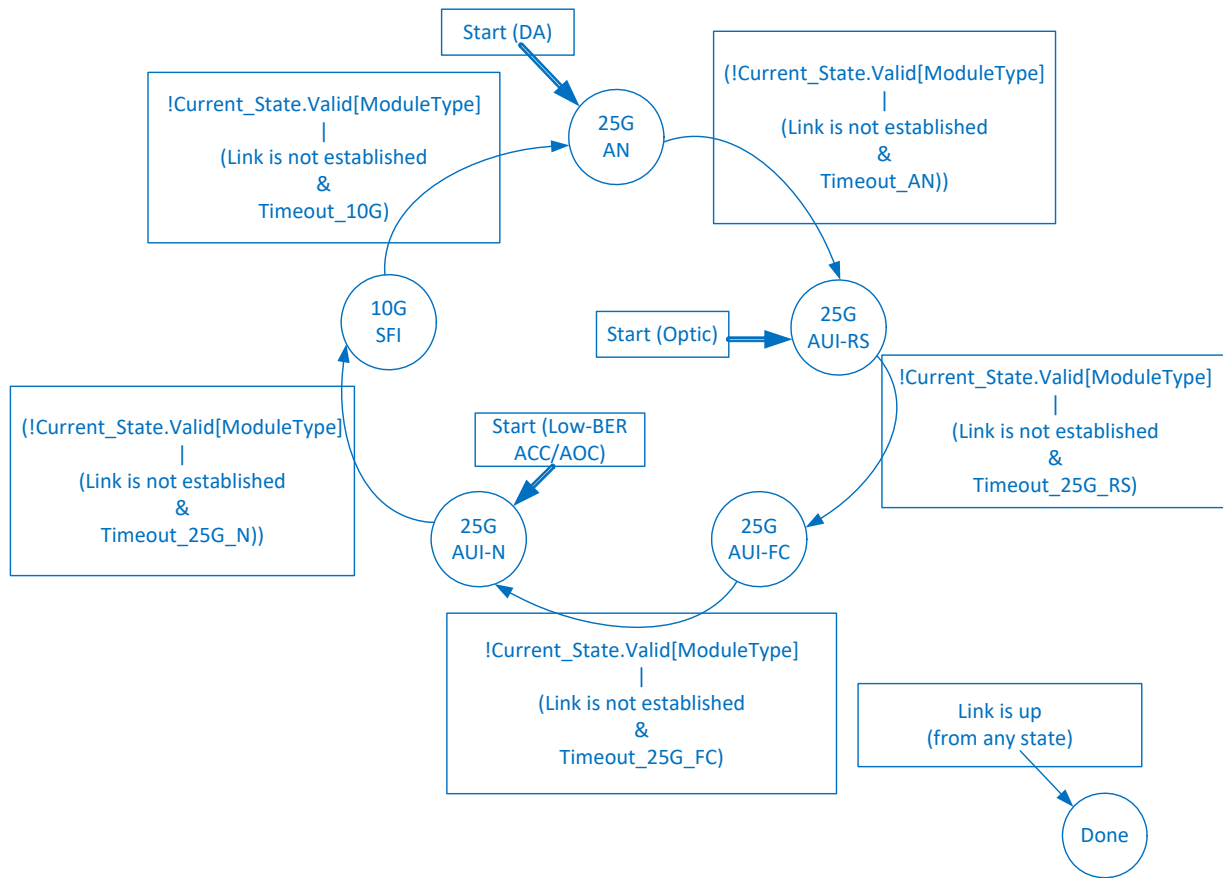 Start (DA)
!Current_State.Valid[ModuleType]
|
(Link is not established
&
Timeout_10G)
25G
AN
(!Current_State.Valid[ModuleType]
|
(Link is not established
&
Timeout_AN))
10G
SFI
Start (Optic)
25G
AUI-RS
(!Current_State.Valid[ModuleType]
|
(Link is not established
&
Timeout_25G_N))
Start (Low-BER
ACC/AOC)
!Current_State.Valid[ModuleType]
|
(Link is not established
&
Timeout_25G_RS)
25G
AUI-N
25G
AUI-FC
!Current_State.Valid[ModuleType]
|
(Link is not established
&
Timeout_25G_FC)
Link is up
(from any state)
Done